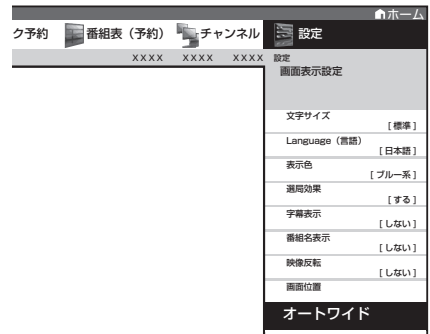 ホーム
ク予約 番組表（予約） チャンネル 設定
XXXX XXXX XXXX 設定
画面表示設定
文字サイズ
[標準]
Language（言語）
[日本語]
表示色
[ブルー系]
選局効果
[する]
字幕表示
[しない]
番組名表示
[しない]
映像反転
[しない]
画面位置
オートワイド